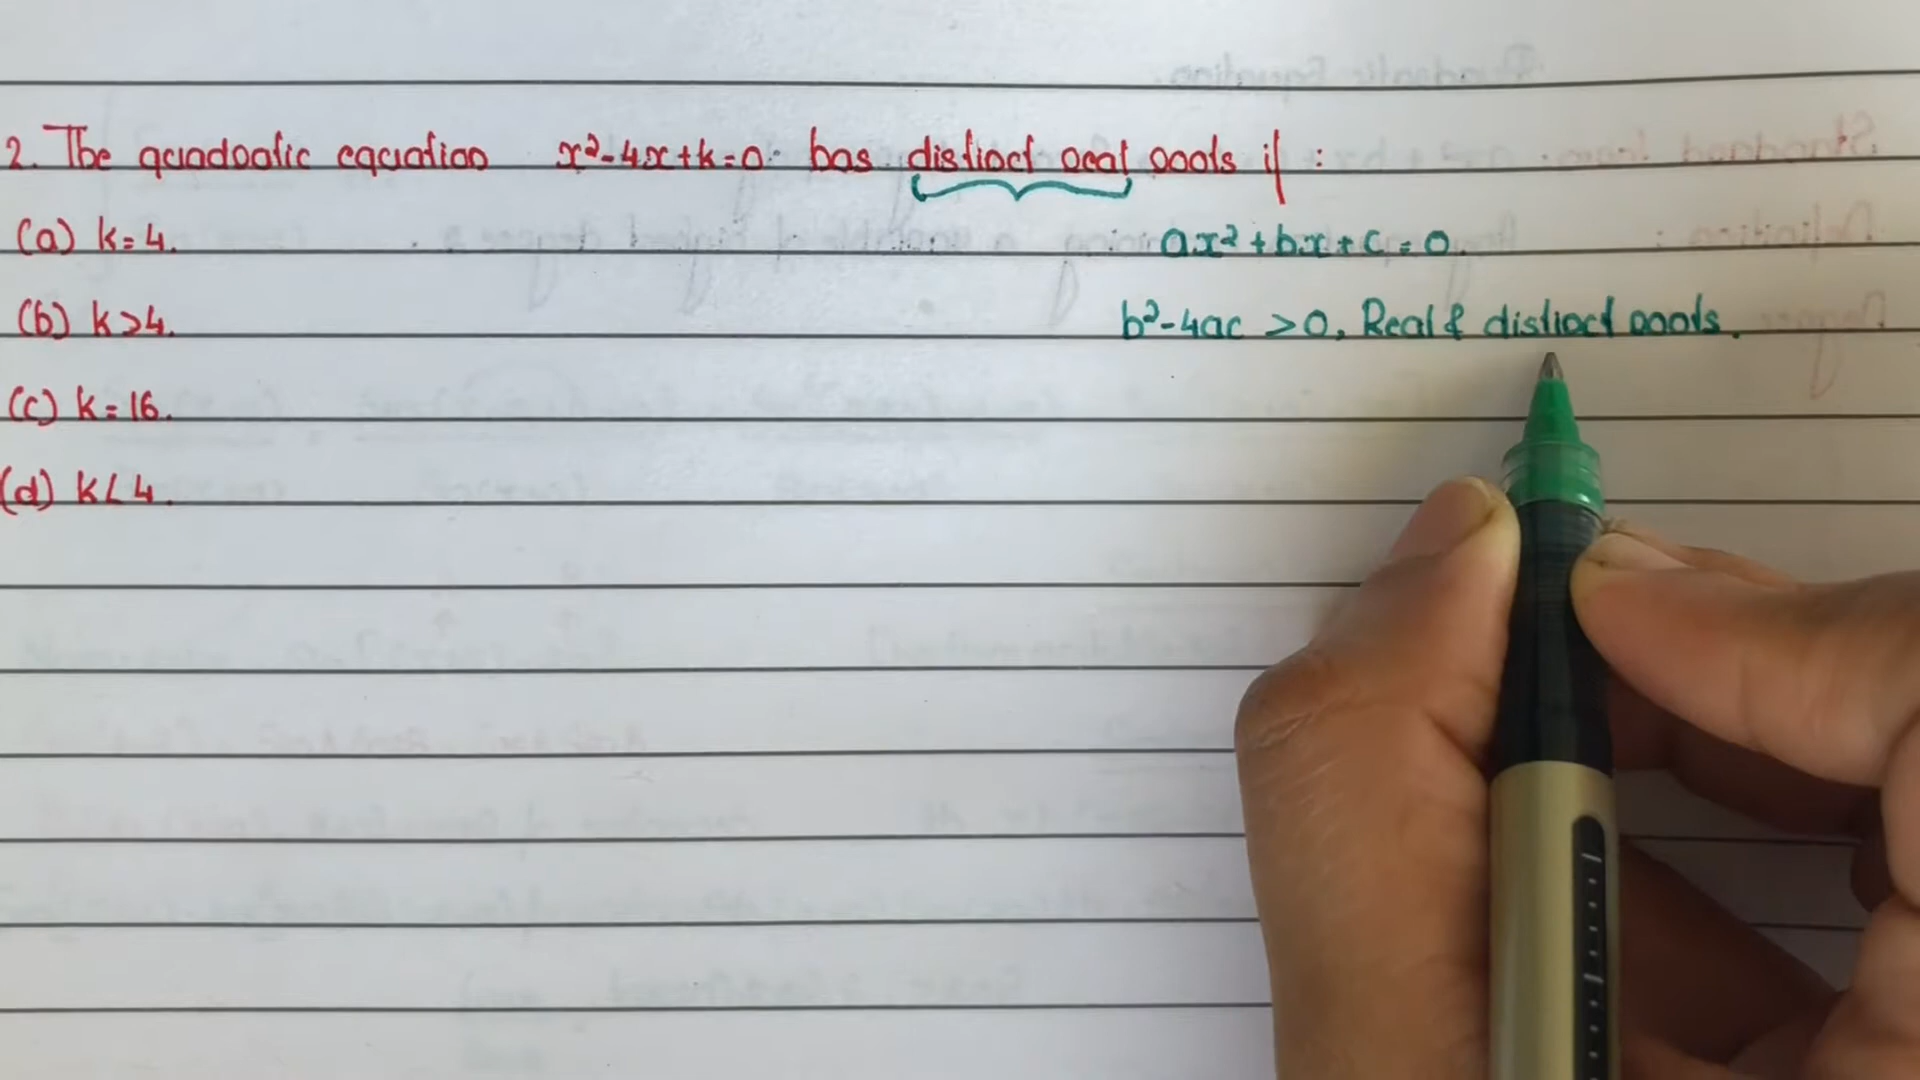 2. The quadratic equation x²-4x+k=0. has distinct real roots if :
(a) k=4.
ax²+bx+c=0.
(b) k>4.
b²-4ac >0, Real & distinct roots.
(c) k=16.
(d) k<4.